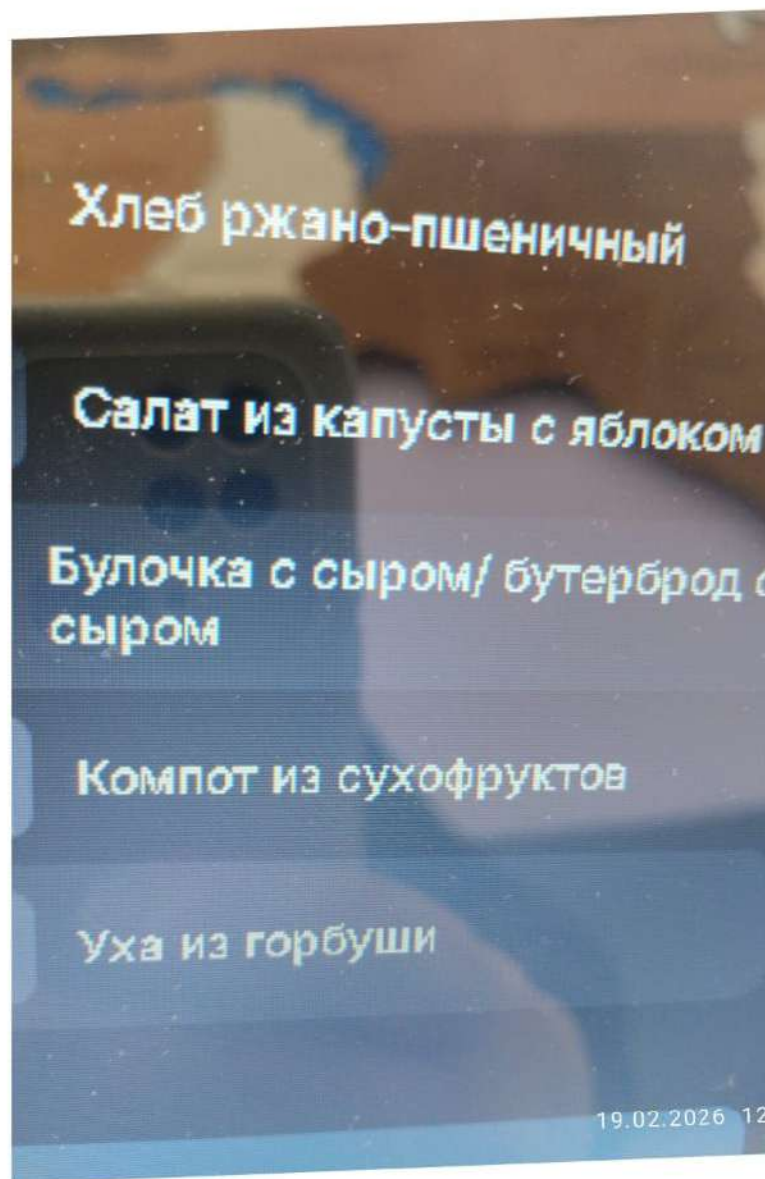 Хлеб ржано-пшеничный
Салат из капусты с яблоком
Булочка с сыром/ бутерброд с
сыром
Компот из сухофруктов
Уха из горбуши
19.02.2026 12